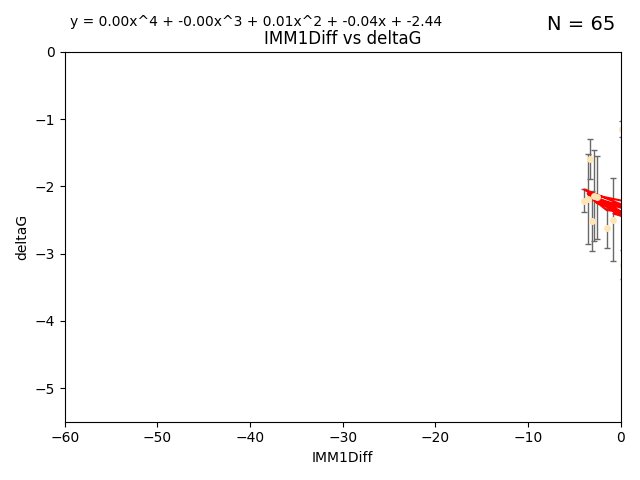 y = 0.00x^4 + -0.00x^3 + 0.01x^2 + -0.04x + -2.44
N = 65
IMM1Diff vs deltaG
0
−1
−2
−3
−4
−5
deltaG
−60 −50 −40 −30 −20 −10 0
IMM1Diff